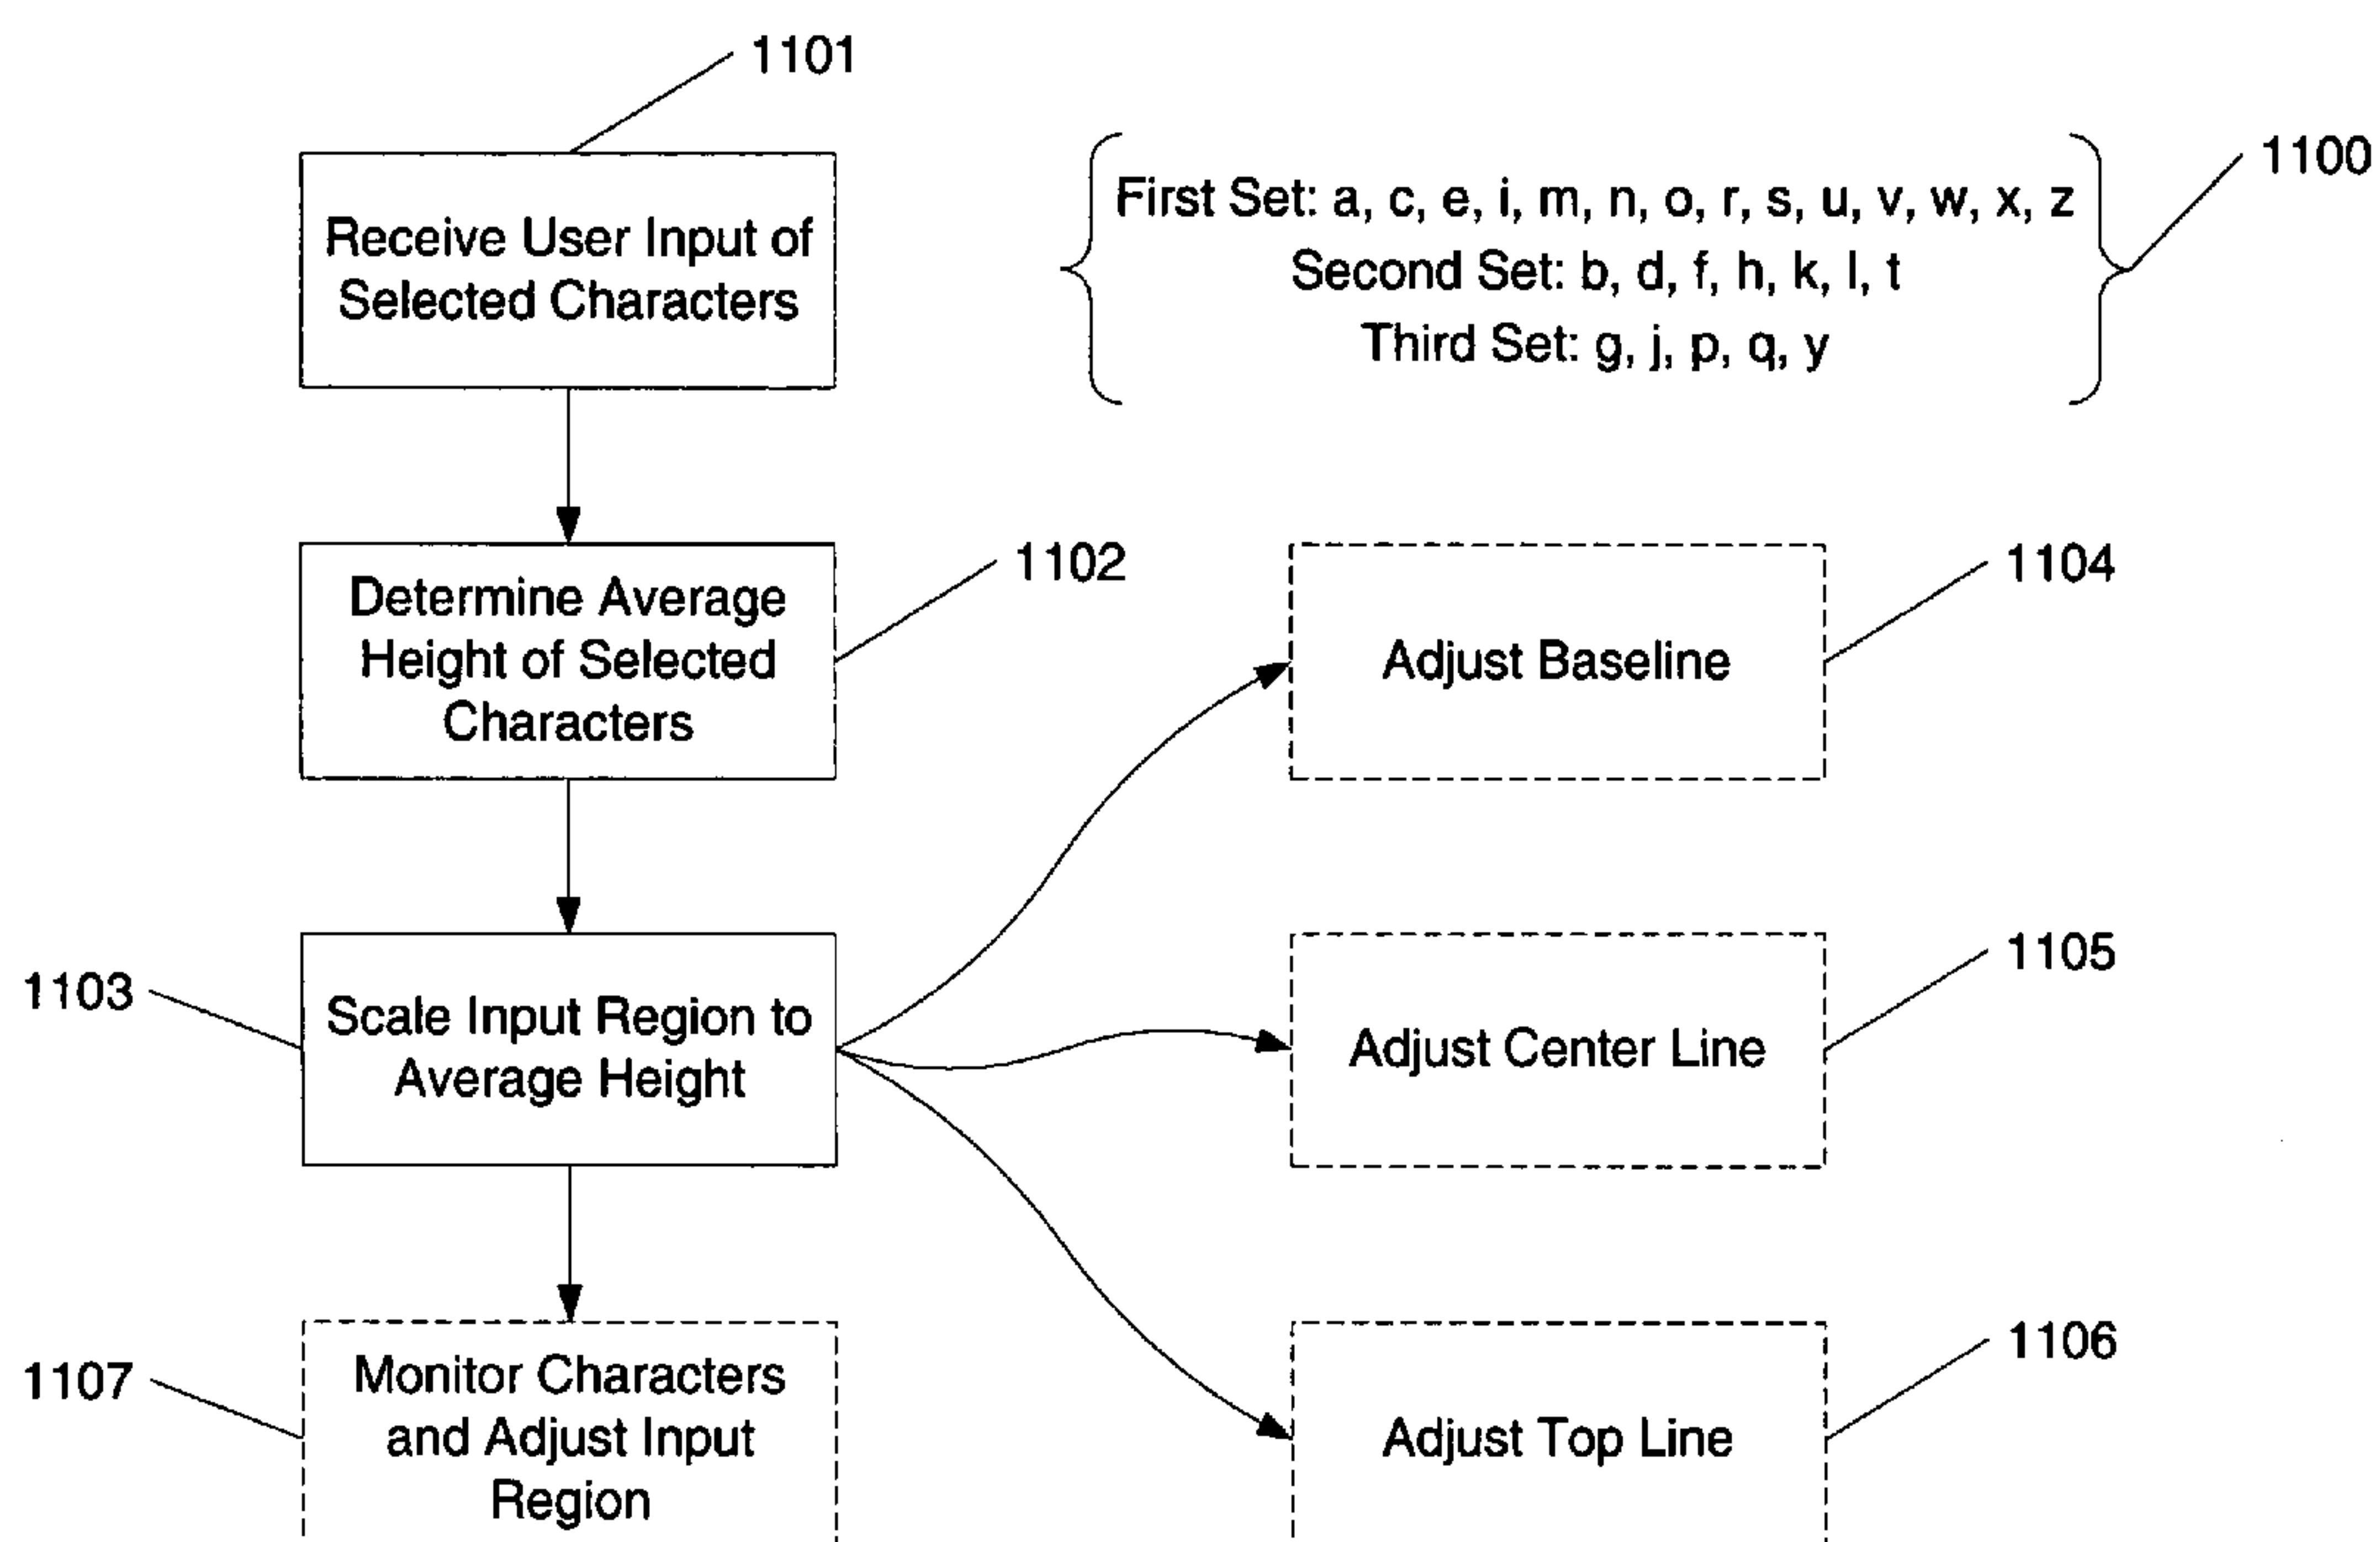 1101
1100
Receive User Input of
Selected Characters
First Set: a, c, e, i, m, n, o, r, s, u, v, w, x, z
Second Set: b, d, f, h, k, l, t
Third Set: g, j, p, q, y
1102
Determine Average
Height of Selected
Characters
1104
Adjust Baseline
1103
Scale Input Region to
Average Height
1105
Adjust Center Line
1107
Monitor Characters
and Adjust Input
Region
1106
Adjust Top Line